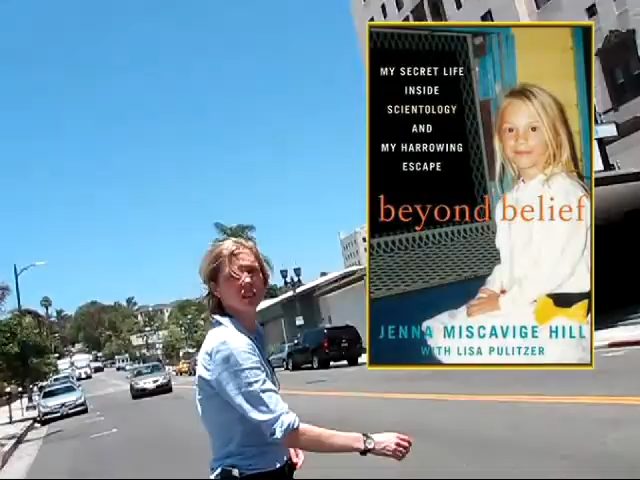 MY SECRET LIFE
INSIDE
SCIENTOLOGY
AND
MY HARROWING
ESCAPE
beyond belief
JENNA MISCAVIGE HILL
WITH LISA PULITZER